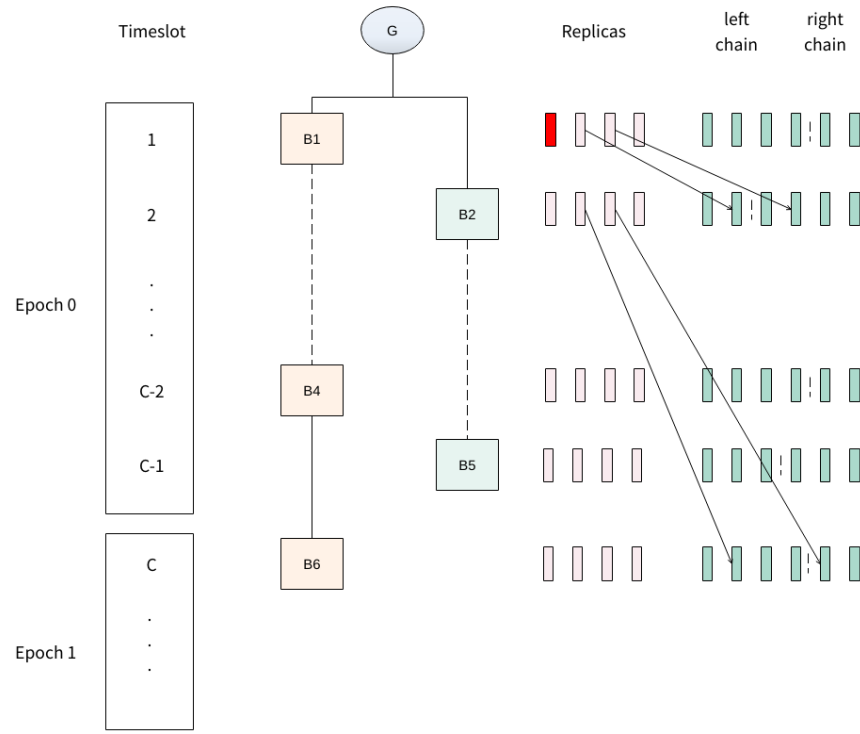 Timeslot
G
Replicas
left
chain
right
chain
1
B1
2
B2
.
.
.
Epoch 0
C-2
B4
C-1
B5
C
B6
.
.
.
Epoch 1